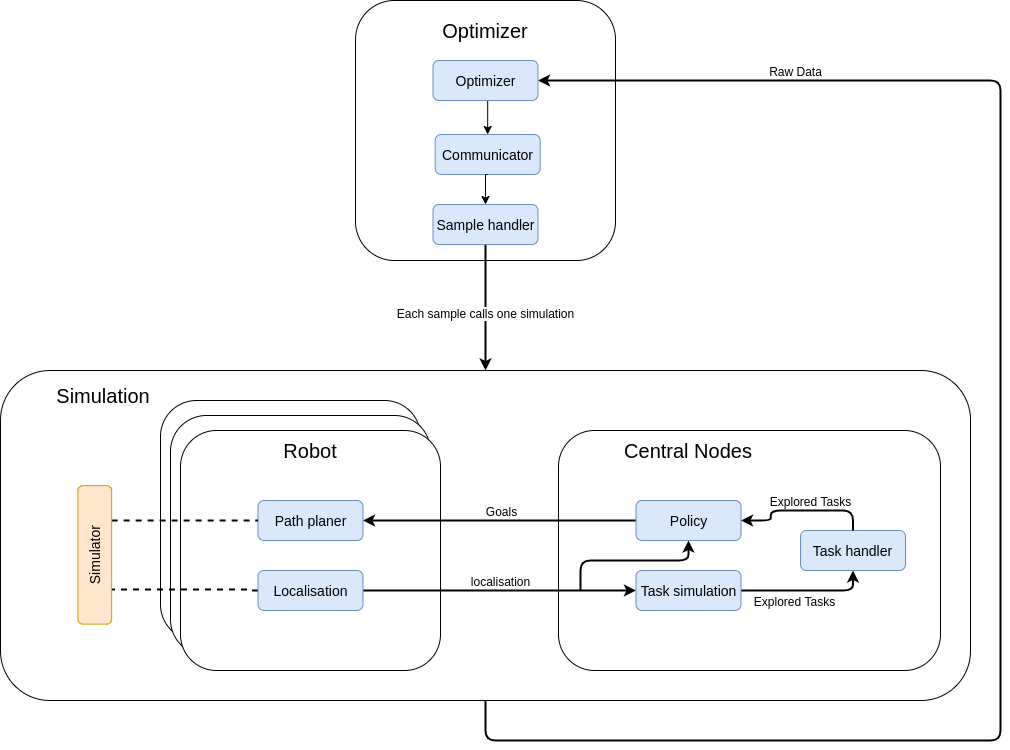 Optimizer
Optimizer
Raw Data
Communicator
Sample handler
Each sample calls one simulation
Simulation
Robot
Central Nodes
Simulator
Path planer
Goals
Policy
Explored Tasks
Task handler
Localisation
localisation
Task simulation
Explored Tasks